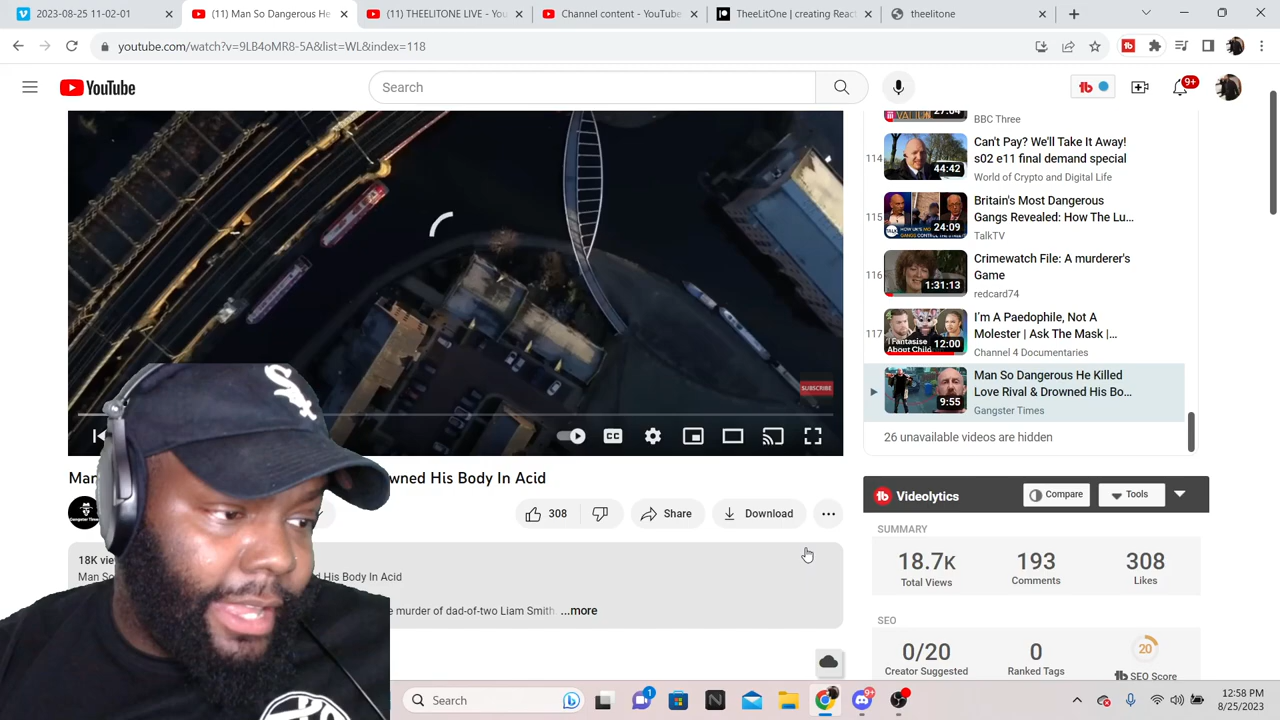 2023-08-25 11-02-01
(11) Man So Dangerous He
(11) THEELITONE LIVE - You
Channel content - YouTube
TheeLitOne | creating Reac
theelitone
youtube.com/watch?v=9LB4oMR8-5A&list=WL&index=118
YouTube
Search
9+
BBC Three
114
Can't Pay? We'll Take It Away!
s02 e11 final demand special
44:42
World of Crypto and Digital Life
115
Britain's Most Dangerous
Gangs Revealed: How The Lu...
24:09
TalkTV
116
Crimewatch File: A murderer's
Game
1:31:13
redcard74
117
I'm A Paedophile, Not A
Molester | Ask The Mask |...
12:00
Channel 4 Documentaries
Man So Dangerous He Killed
Love Rival & Drowned His Bo...
9:55
Gangster Times
26 unavailable videos are hidden
SUBSCRIBE
CC
Man
wned His Body In Acid
308
Share
Download
18K vie
Man So
d His Body In Acid
e murder of dad-of-two Liam Smith. ...more
Videolytics
Compare
Tools
SUMMARY
18.7K
193
308
Total Views
Comments
Likes
SEO
0/20
0
20
Creator Suggested
Ranked Tags
SEO Score
Search
1
9+
12:58 PM
8/25/2023